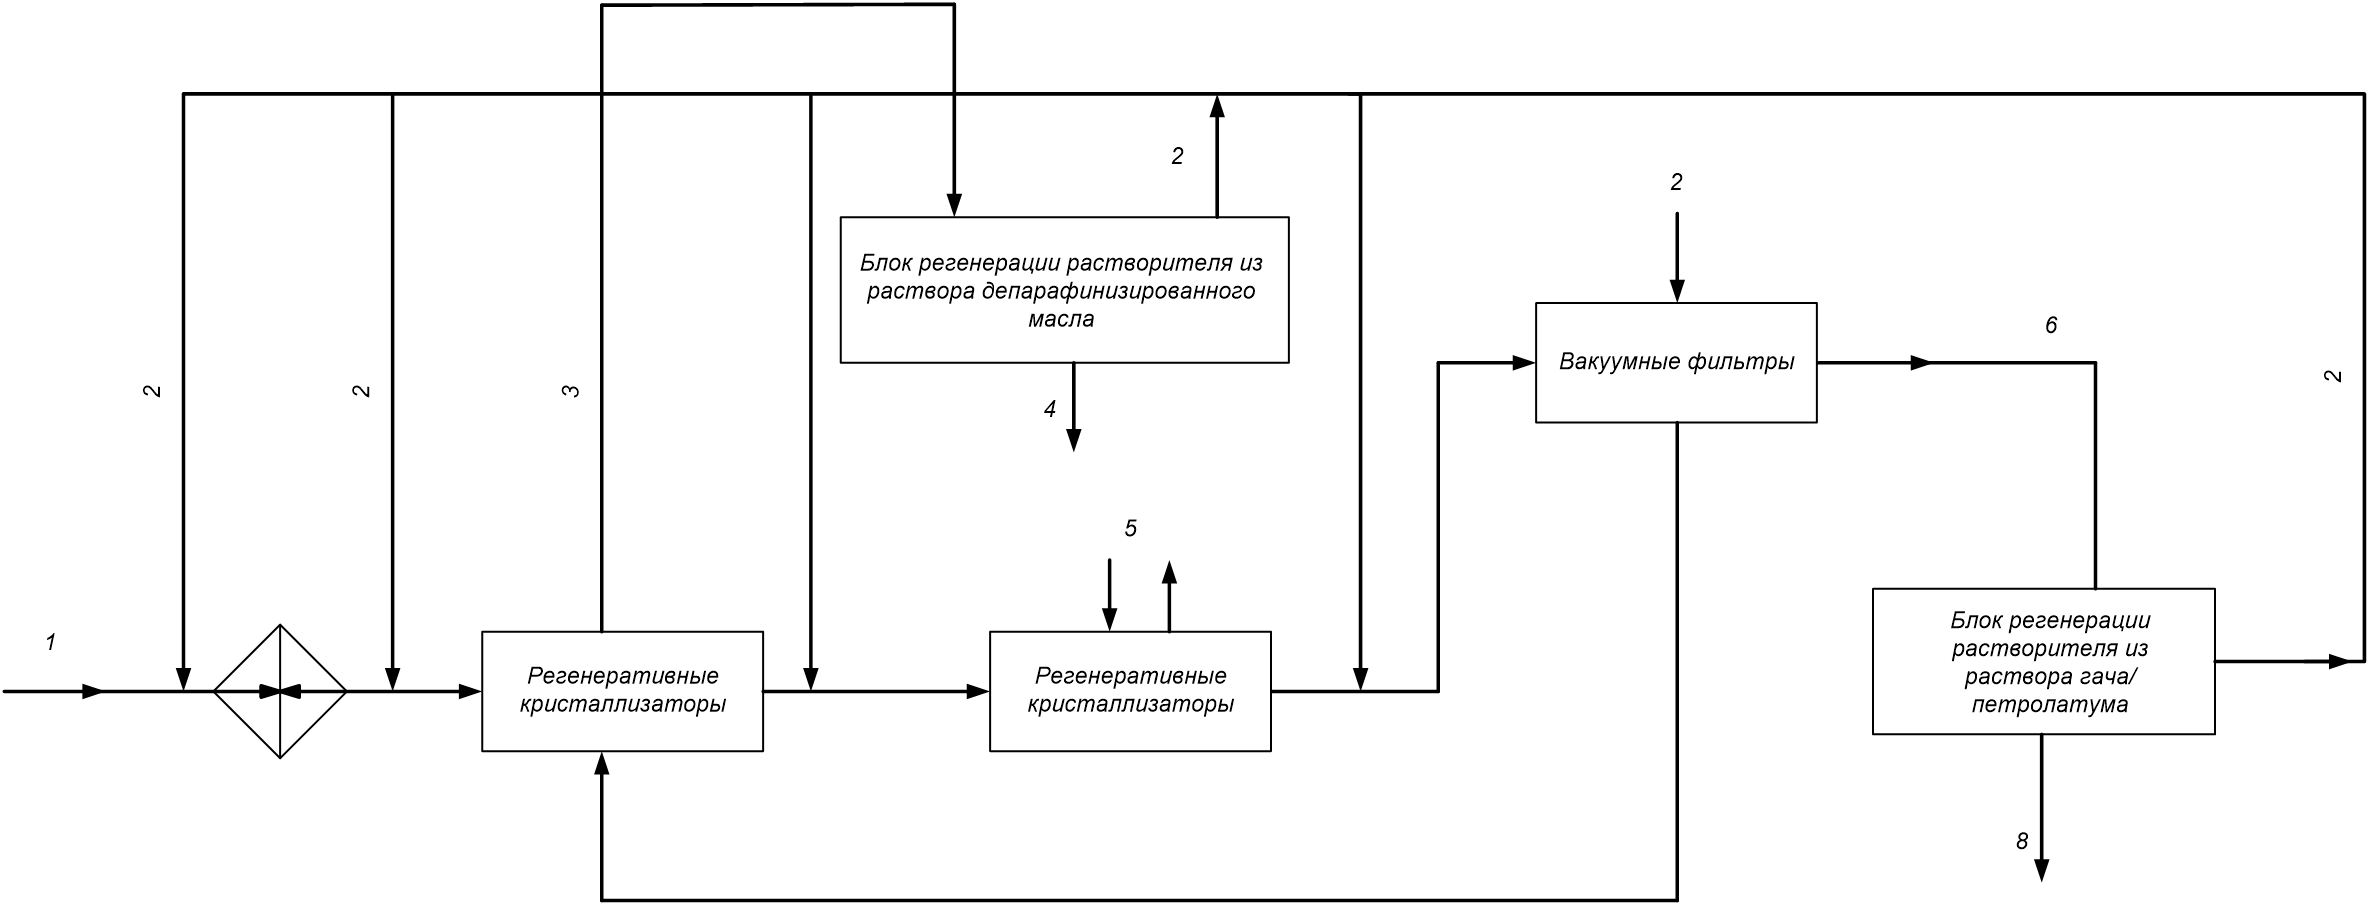 2
2
Блок регенерации растворителя из
раствора депарафинизированного
масла
6
Вакуумные фильтры
2
2
2
3
4
5
1
Регенеративные
кристаллизаторы
Регенеративные
кристаллизаторы
Блок регенерации
растворителя из
раствора гача/
петролатума
8